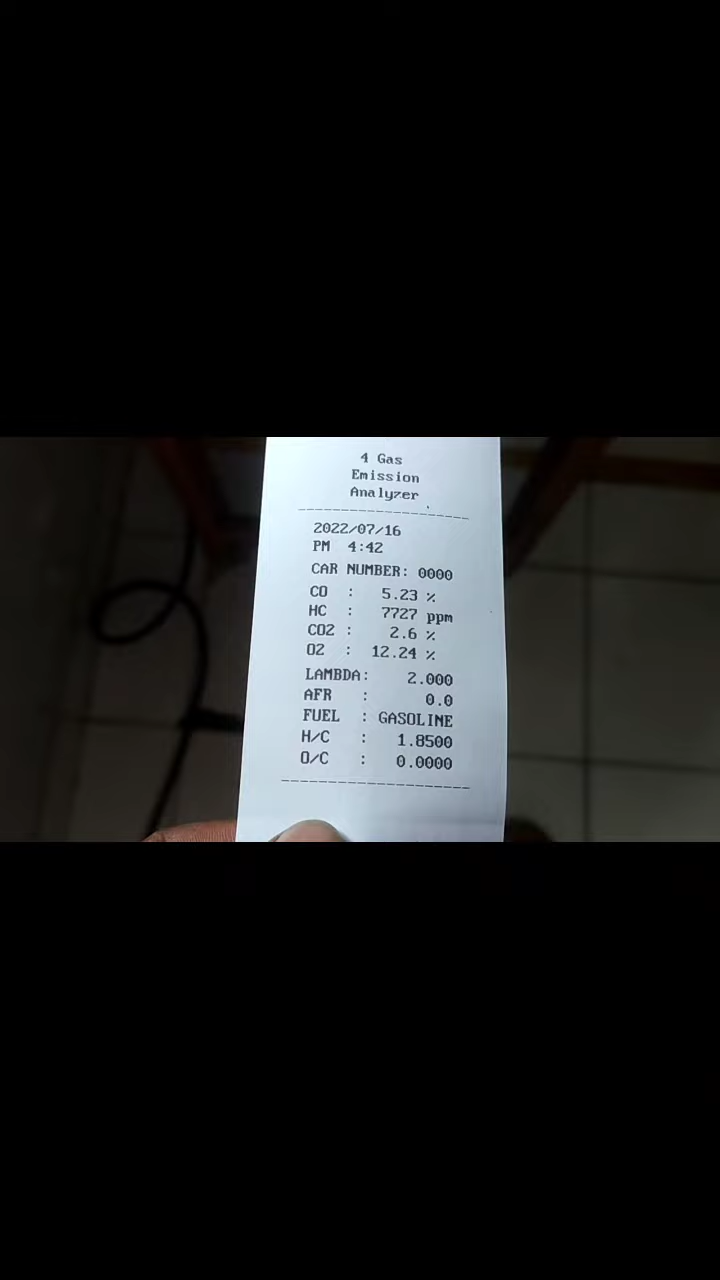 4 Gas
Emission
Analyzer
2022/07/16
PM 4:42
CAR NUMBER: 0000
CO : 5.23 %
HC : 7727 ppm
CO2 : 2.6 %
O2 : 12.24 %
LAMBDA: 2.000
AFR : 0.0
FUEL : GASOLINE
H/C : 1.8500
O/C : 0.0000